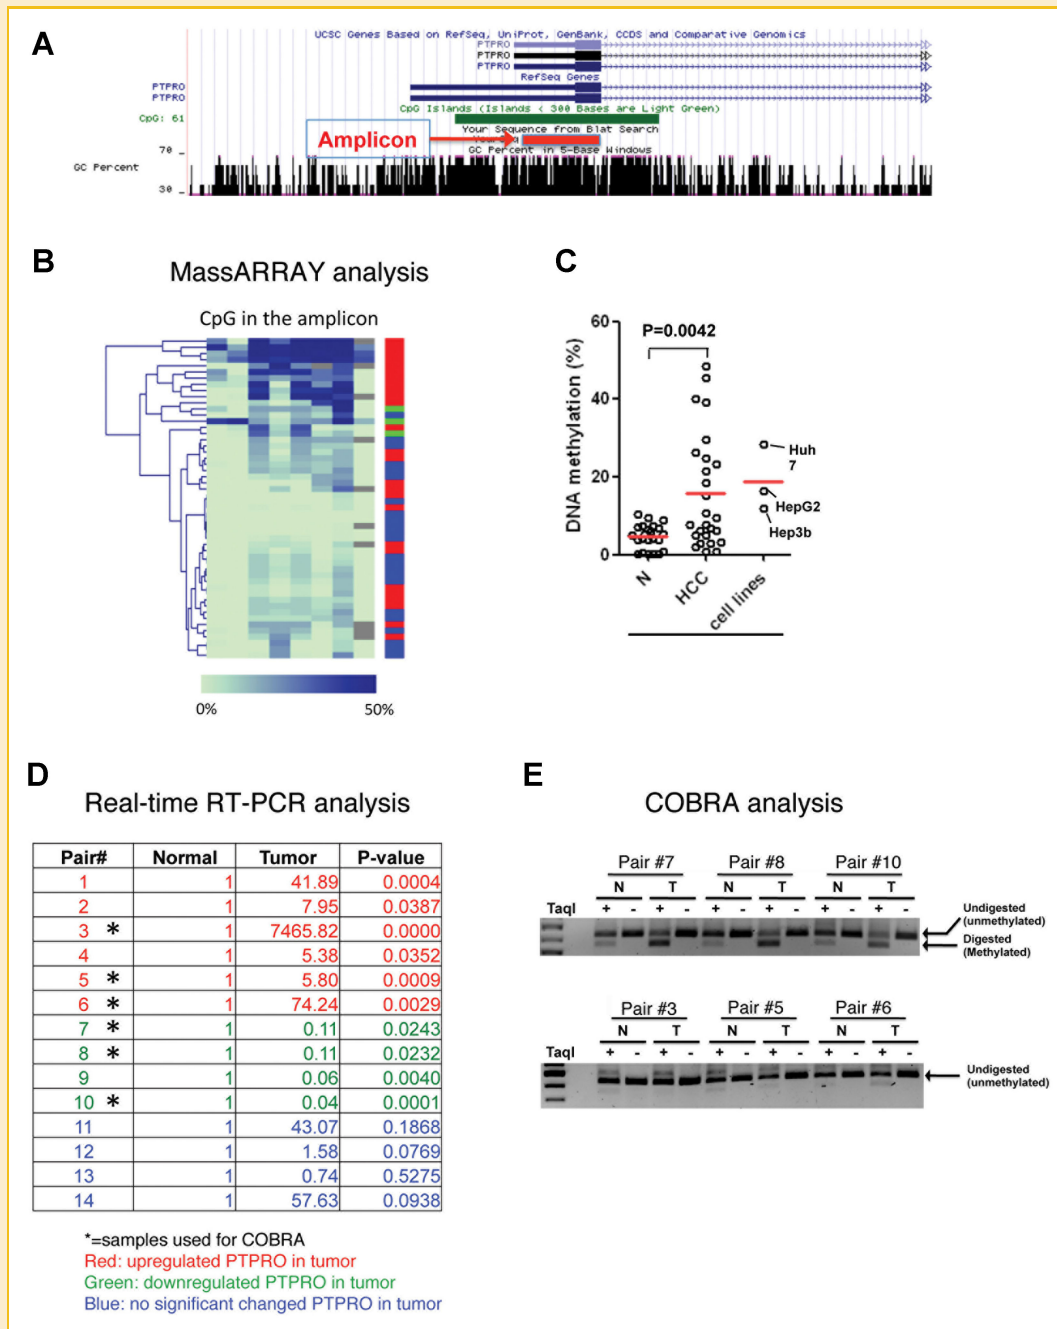 A
UCSC Genes Based on RefSeq, UniProt, GenBank, CCDS and Comparative Genomics
PTPRO
PTPRO
PTPRO
RefSeq Genes
PTPRO
PTPRO
CpG Islands (Islands < 300 Bases are Light Green)
CpG: 61
Your Sequence from Blat Search
Amplicon
GC Percent in 5-Base Windows
70
GC Percent
30
B
MassARRAY analysis
CpG in the amplicon
0%
50%
C
P=0.0042
DNA methylation (%)
60
40
20
0
Huh
7
HepG2
Hep3b
N
HCC
cell lines
D
Real-time RT-PCR analysis
Pair# Normal Tumor P-value
1 1 41.89 0.0004
2 1 7.95 0.0387
3 * 1 7465.82 0.0000
4 1 5.38 0.0352
5 * 1 5.80 0.0009
6 * 1 74.24 0.0029
7 * 1 0.11 0.0243
8 * 1 0.11 0.0232
9 1 0.06 0.0040
10 * 1 0.04 0.0001
11 1 43.07 0.1868
12 1 1.58 0.0769
13 1 0.74 0.5275
14 1 57.63 0.0938
*=samples used for COBRA
Red: upregulated PTPRO in tumor
Green: downregulated PTPRO in tumor
Blue: no significant changed PTPRO in tumor
E
COBRA analysis
Pair #7 Pair #8 Pair #10
N T N T N T
TaqI + - + - + - + - + - + -
Undigested
(unmethylated)
Digested
(Methylated)
Pair #3 Pair #5 Pair #6
N T N T N T
TaqI + - + - + - + - + - + -
Undigested
(unmethylated)